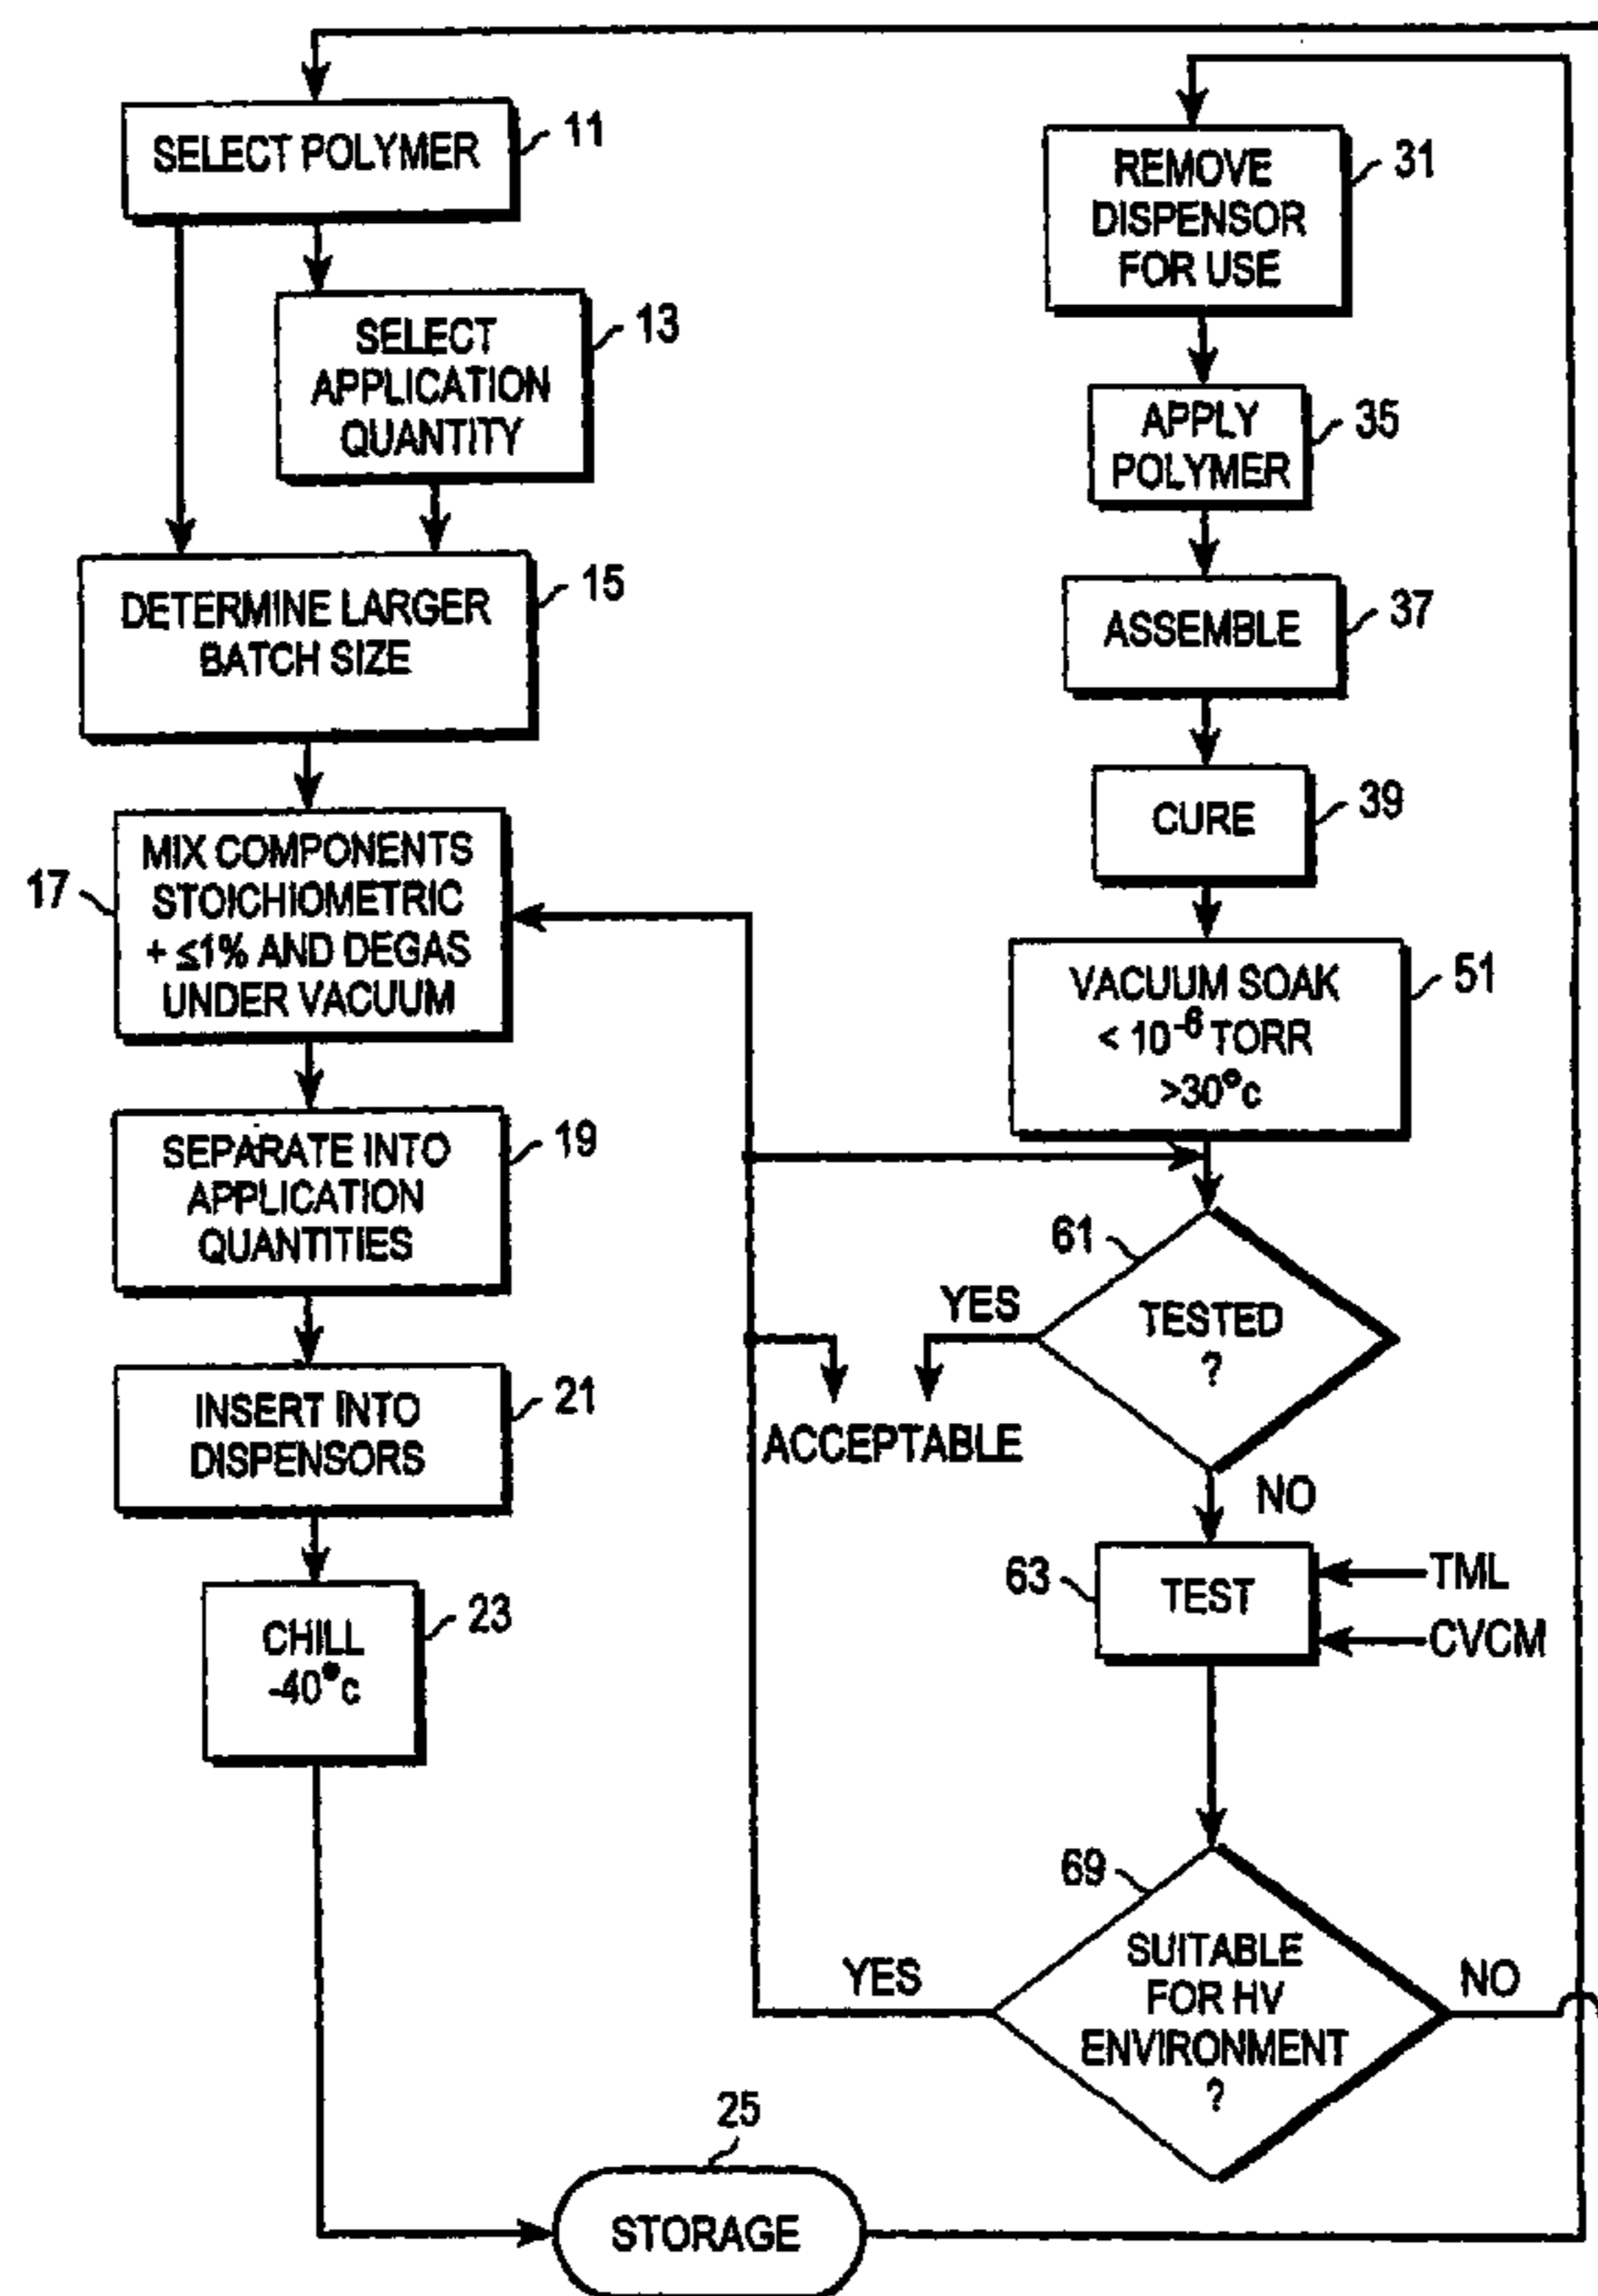 SELECT POLYMER
11
SELECT
APPLICATION
QUANTITY
13
DETERMINE LARGER
BATCH SIZE
15
17
MIX COMPONENTS
STOICHIOMETRIC
+ ≤1% AND DEGAS
UNDER VACUUM
SEPARATE INTO
APPLICATION
QUANTITIES
19
INSERT INTO
DISPENSORS
21
CHILL
-40°c
23
25
STORAGE
REMOVE
DISPENSOR
FOR USE
31
APPLY
POLYMER
35
ASSEMBLE
37
CURE
39
VACUUM SOAK
< 10⁻⁶ TORR
>30°c
51
61
TESTED
?
YES
ACCEPTABLE
NO
63
TEST
TML
CVCM
69
SUITABLE
FOR HV
ENVIRONMENT
?
YES
NO